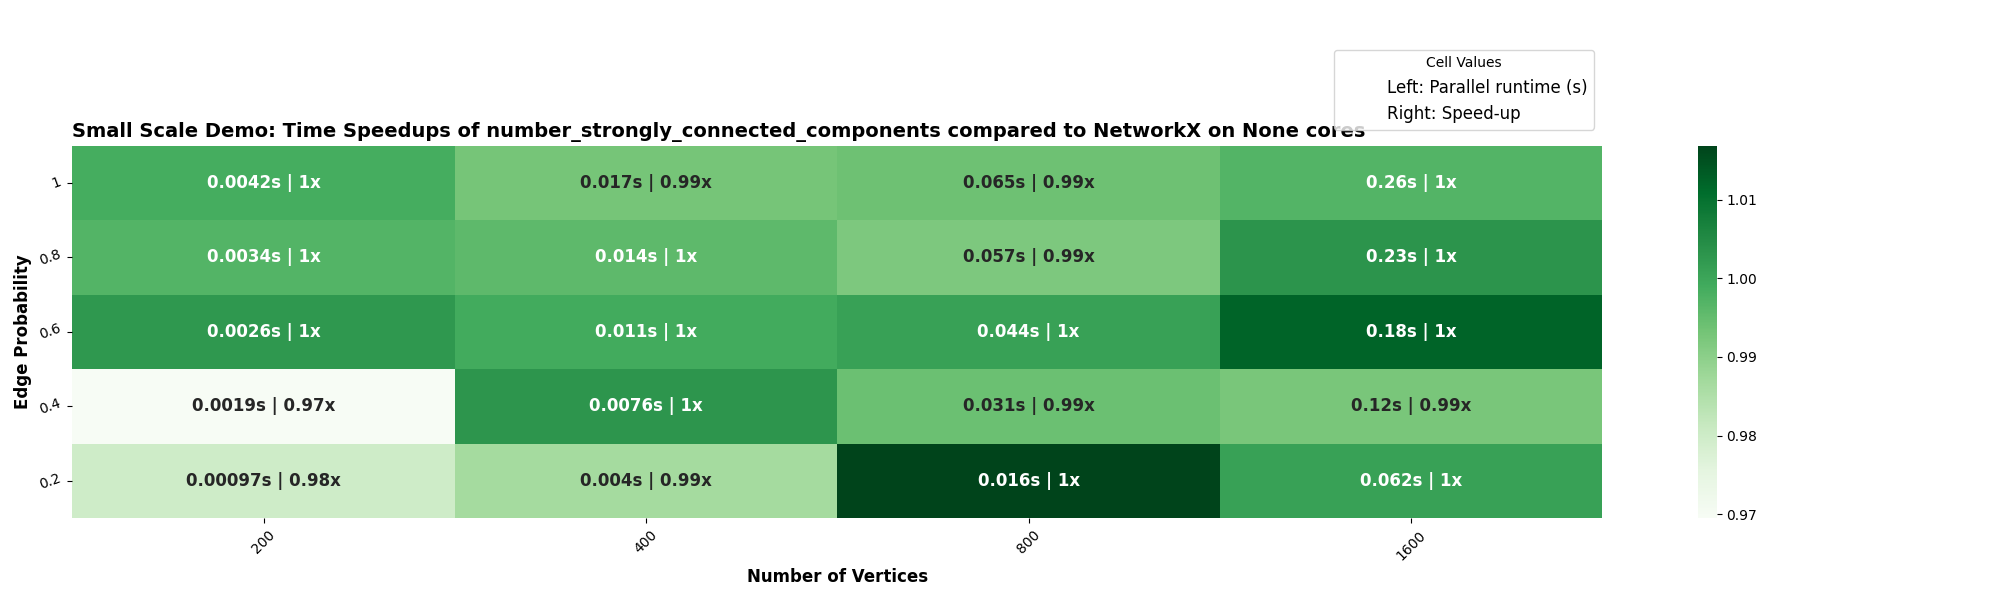 Cell Values
Left: Parallel runtime (s)
Right: Speed-up
Small Scale Demo: Time Speedups of number_strongly_connected_components compared to NetworkX on None cores
Edge Probability
1
0.0042s | 1x
0.017s | 0.99x
0.065s | 0.99x
0.26s | 1x
0.8
0.0034s | 1x
0.014s | 1x
0.057s | 0.99x
0.23s | 1x
0.6
0.0026s | 1x
0.011s | 1x
0.044s | 1x
0.18s | 1x
0.4
0.0019s | 0.97x
0.0076s | 1x
0.031s | 0.99x
0.12s | 0.99x
0.2
0.00097s | 0.98x
0.004s | 0.99x
0.016s | 1x
0.062s | 1x
200
400
800
1600
Number of Vertices
1.01
1.00
0.99
0.98
0.97